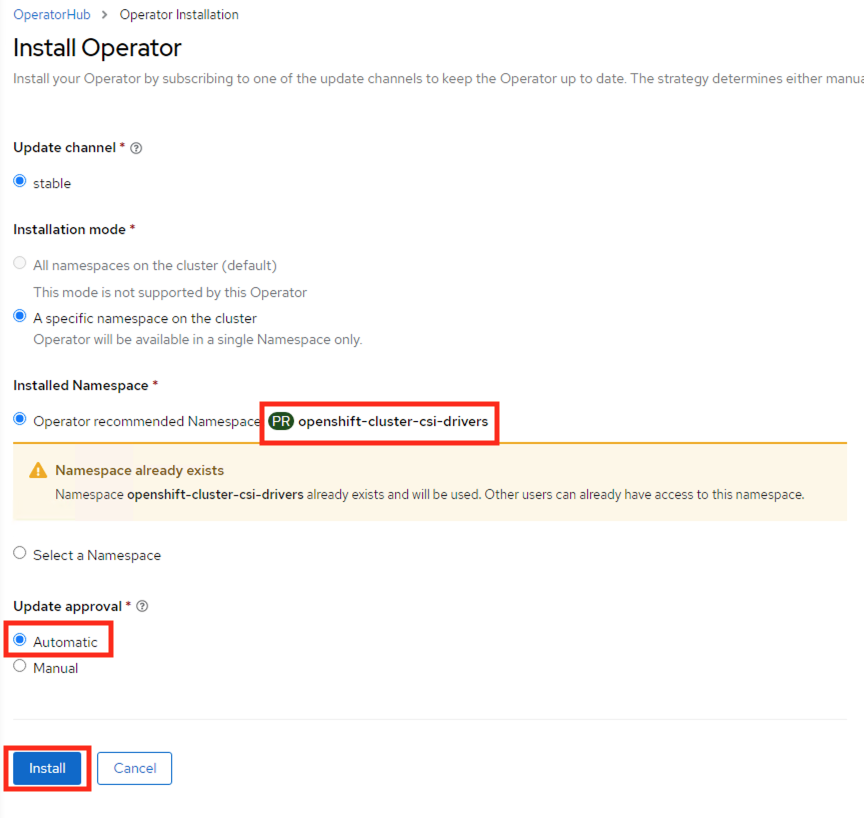 OperatorHub > Operator Installation
Install Operator
Install your Operator by subscribing to one of the update channels to keep the Operator up to date. The strategy determines either manua
Update channel * ?
stable
Installation mode *
All namespaces on the cluster (default)
This mode is not supported by this Operator
A specific namespace on the cluster
Operator will be available in a single Namespace only.
Installed Namespace *
Operator recommended Namespace PR openshift-cluster-csi-drivers
Namespace already exists
Namespace openshift-cluster-csi-drivers already exists and will be used. Other users can already have access to this namespace.
Select a Namespace
Update approval * ?
Automatic
Manual
Install Cancel